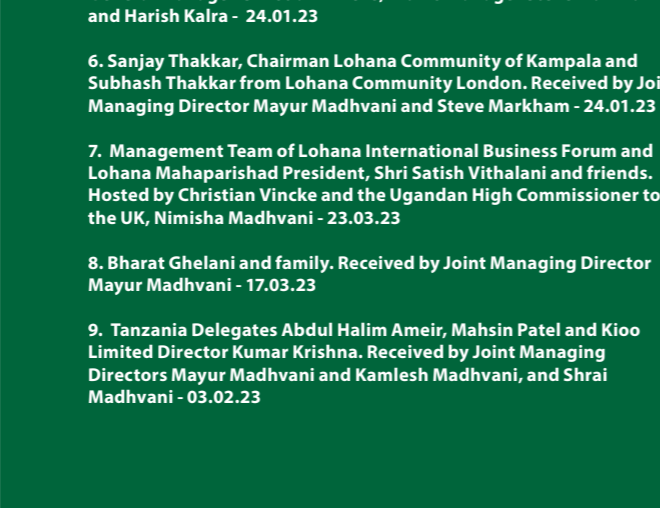 and Harish Kalra - 24.01.23
6. Sanjay Thakkar, Chairman Lohana Community of Kampala and
Subhash Thakkar from Lohana Community London. Received by Joi
Managing Director Mayur Madhvani and Steve Markham - 24.01.23
7. Management Team of Lohana International Business Forum and
Lohana Mahaparishad President, Shri Satish Vithalani and friends.
Hosted by Christian Vincke and the Ugandan High Commissioner to
the UK, Nimisha Madhvani - 23.03.23
8. Bharat Ghelani and family. Received by Joint Managing Director
Mayur Madhvani - 17.03.23
9. Tanzania Delegates Abdul Halim Ameir, Mahsin Patel and Kioo
Limited Director Kumar Krishna. Received by Joint Managing
Directors Mayur Madhvani and Kamlesh Madhvani, and Shrai
Madhvani - 03.02.23